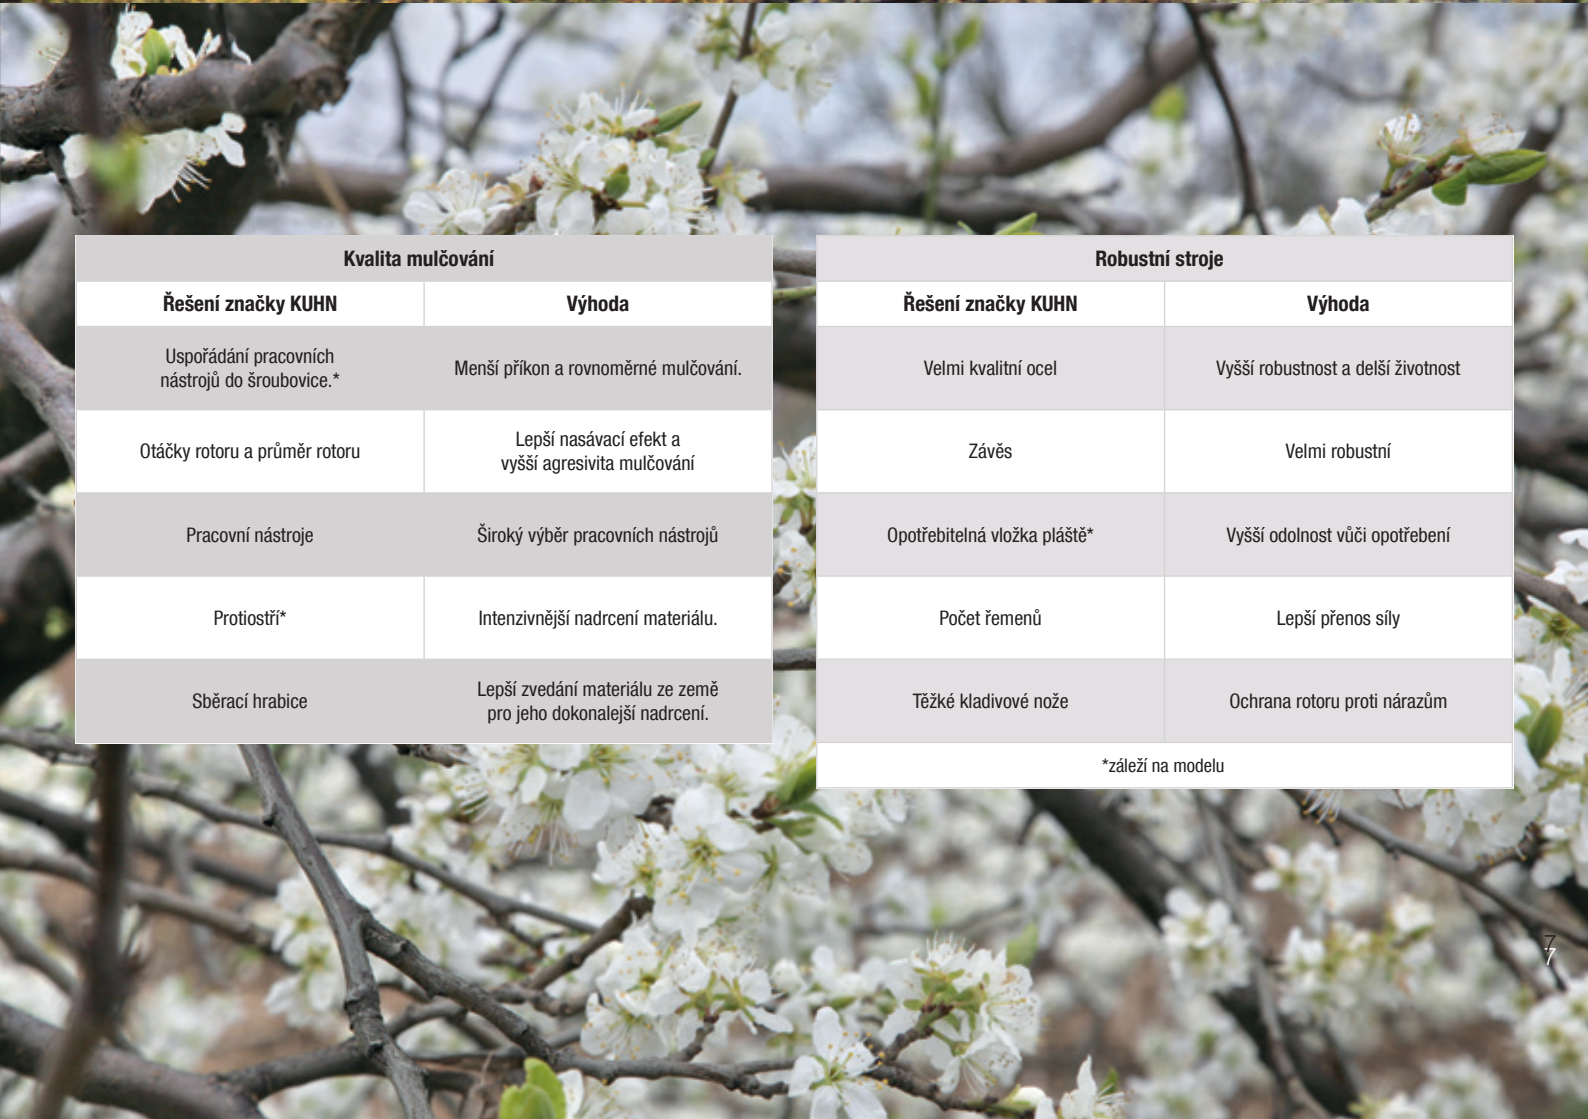 Kvalita mulčování
Řešení značky KUHN
Výhoda
Uspořádání pracovních
nástrojů do šroubovice.*
Menší příkon a rovnoměrné mulčování.
Otáčky rotoru a průměr rotoru
Lepší nasávací efekt a
vyšší agresivita mulčování
Pracovní nástroje
Široký výběr pracovních nástrojů
Protiostří*
Intenzivnější nadrcení materiálu.
Sběrací hrabice
Lepší zvedání materiálu ze země
pro jeho dokonalejší nadrcení.
Robustní stroje
Řešení značky KUHN
Výhoda
Velmi kvalitní ocel
Vyšší robustnost a delší životnost
Závěs
Velmi robustní
Opotřebitelná vložka pláště*
Vyšší odolnost vůči opotřebení
Počet řemenů
Lepší přenos síly
Těžké kladivové nože
Ochrana rotoru proti nárazům
*záleží na modelu
7
7